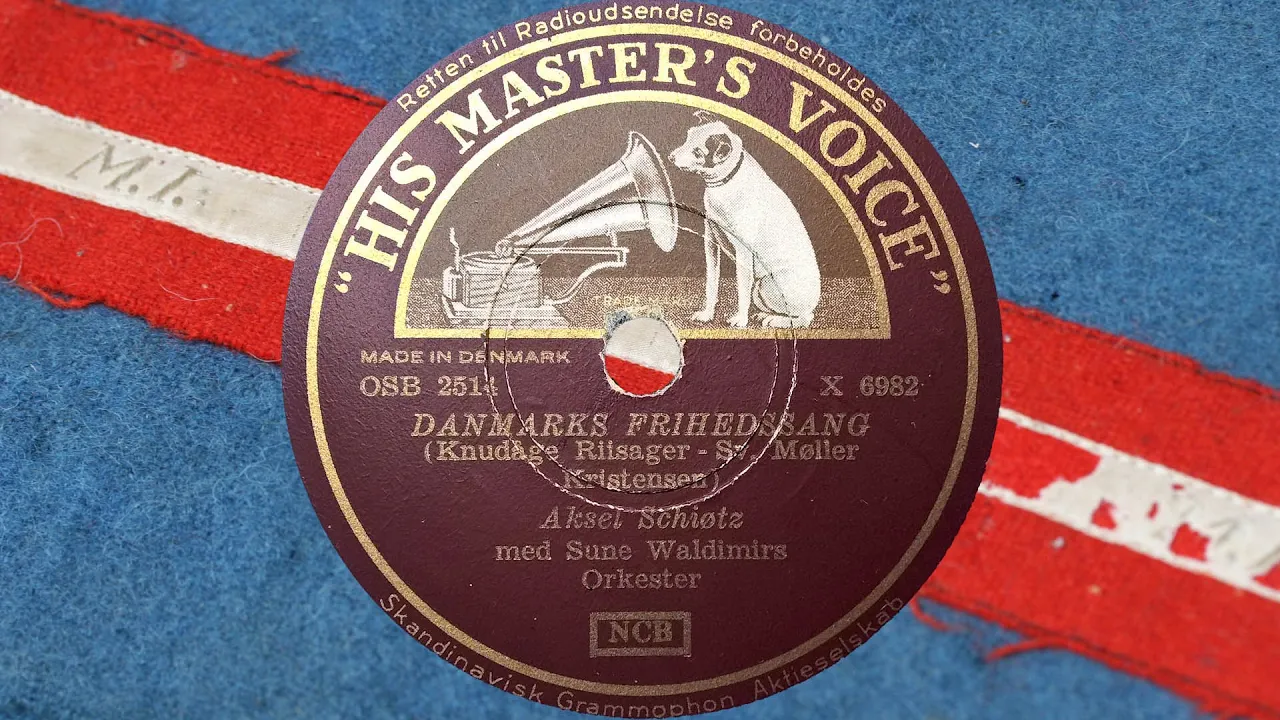 Retten til Radioudsendelse forbeholdes
“HIS MASTER'S VOICE”
M.I.
TRADE MARK
MADE IN DENMARK
OSB 2514
X 6982
DANMARKS FRIHEDSSANG
(Knudåge Riisager - Sv. Møller
Kristensen)
Aksel Schiøtz
med Sune Waldimirs
Orkester
NCB
Skandinavisk Grammophon Aktieselskab